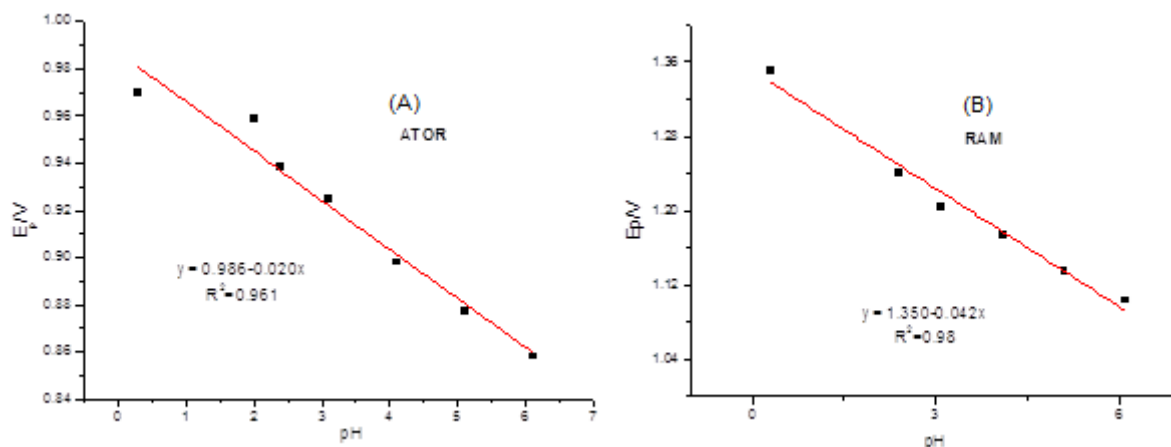 1.00
0.98
0.96
0.94
0.92
0.90
0.88
0.86
0.84
Ep/V
(A)
ATOR
y = 0.986-0.020x
R2=0.961
0 1 2 3 4 5 6 7
pH
1.36
1.28
1.20
1.12
1.04
Ep/V
(B)
RAM
y = 1.350-0.042x
R2=0.98
0 3 6
pH